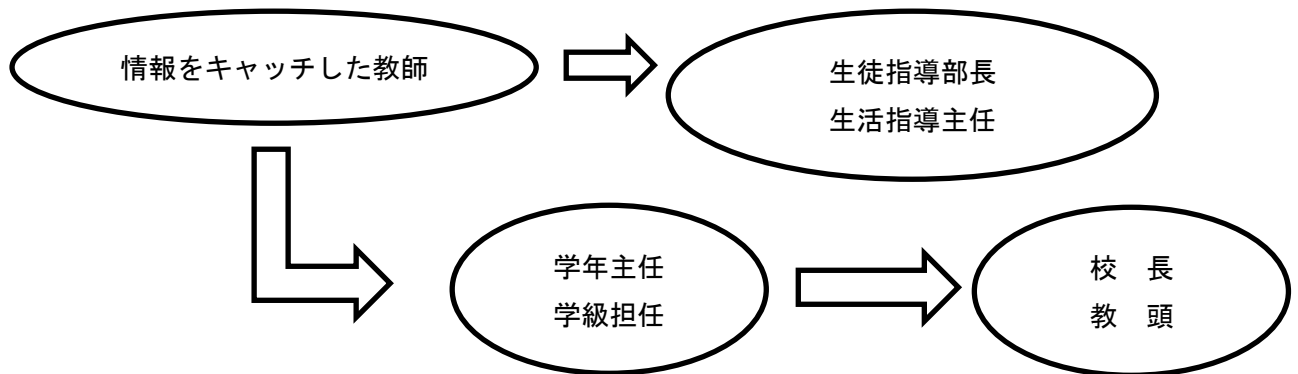 情報をキャッチした教師
生徒指導部長
生活指導主任
学年主任
学級担任
校　長
教　頭